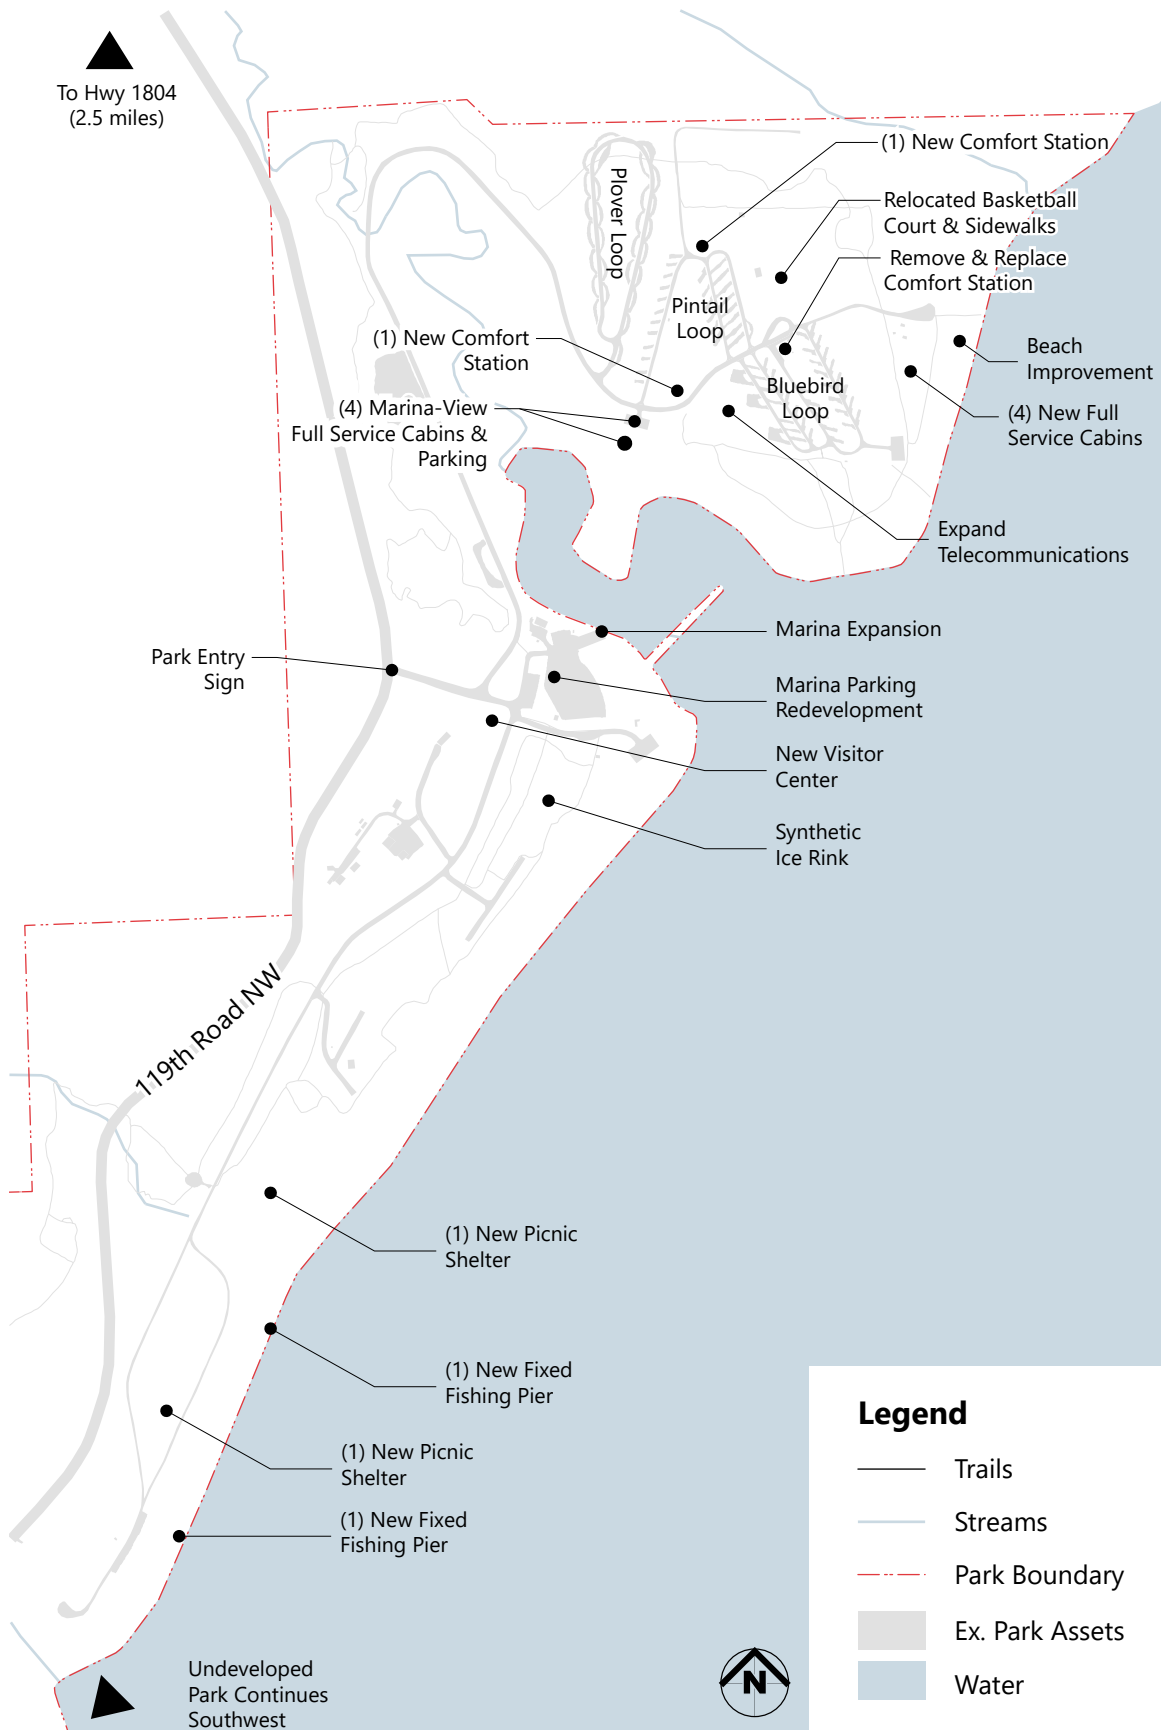 To Hwy 1804
(2.5 miles)
(1) New Comfort Station
Plover Loop
Relocated Basketball
Court & Sidewalks
Remove & Replace
Comfort Station
Pintail
Loop
(1) New Comfort
Station
Beach
Improvement
Bluebird
Loop
(4) Marina-View
Full Service Cabins &
Parking
(4) New Full
Service Cabins
Expand
Telecommunications
Marina Expansion
Park Entry
Sign
Marina Parking
Redevelopment
New Visitor
Center
Synthetic
Ice Rink
119th Road NW
(1) New Picnic
Shelter
(1) New Fixed
Fishing Pier
(1) New Picnic
Shelter
(1) New Fixed
Fishing Pier
Legend
Trails
Streams
Park Boundary
Ex. Park Assets
Water
N
Undeveloped
Park Continues
Southwest